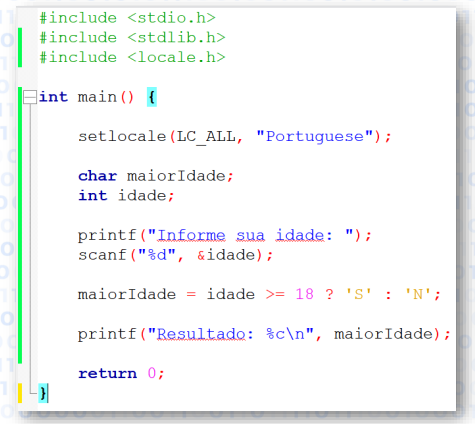 #include <stdio.h>
#include <stdlib.h>
#include <locale.h>
int main() {
setlocale(LC_ALL, "Portuguese");
char maiorIdade;
int idade;
printf("Informe sua idade: ");
scanf("%d", &idade);
maiorIdade = idade >= 18 ? 'S' : 'N';
printf("Resultado: %c\n", maiorIdade);
return 0;
}